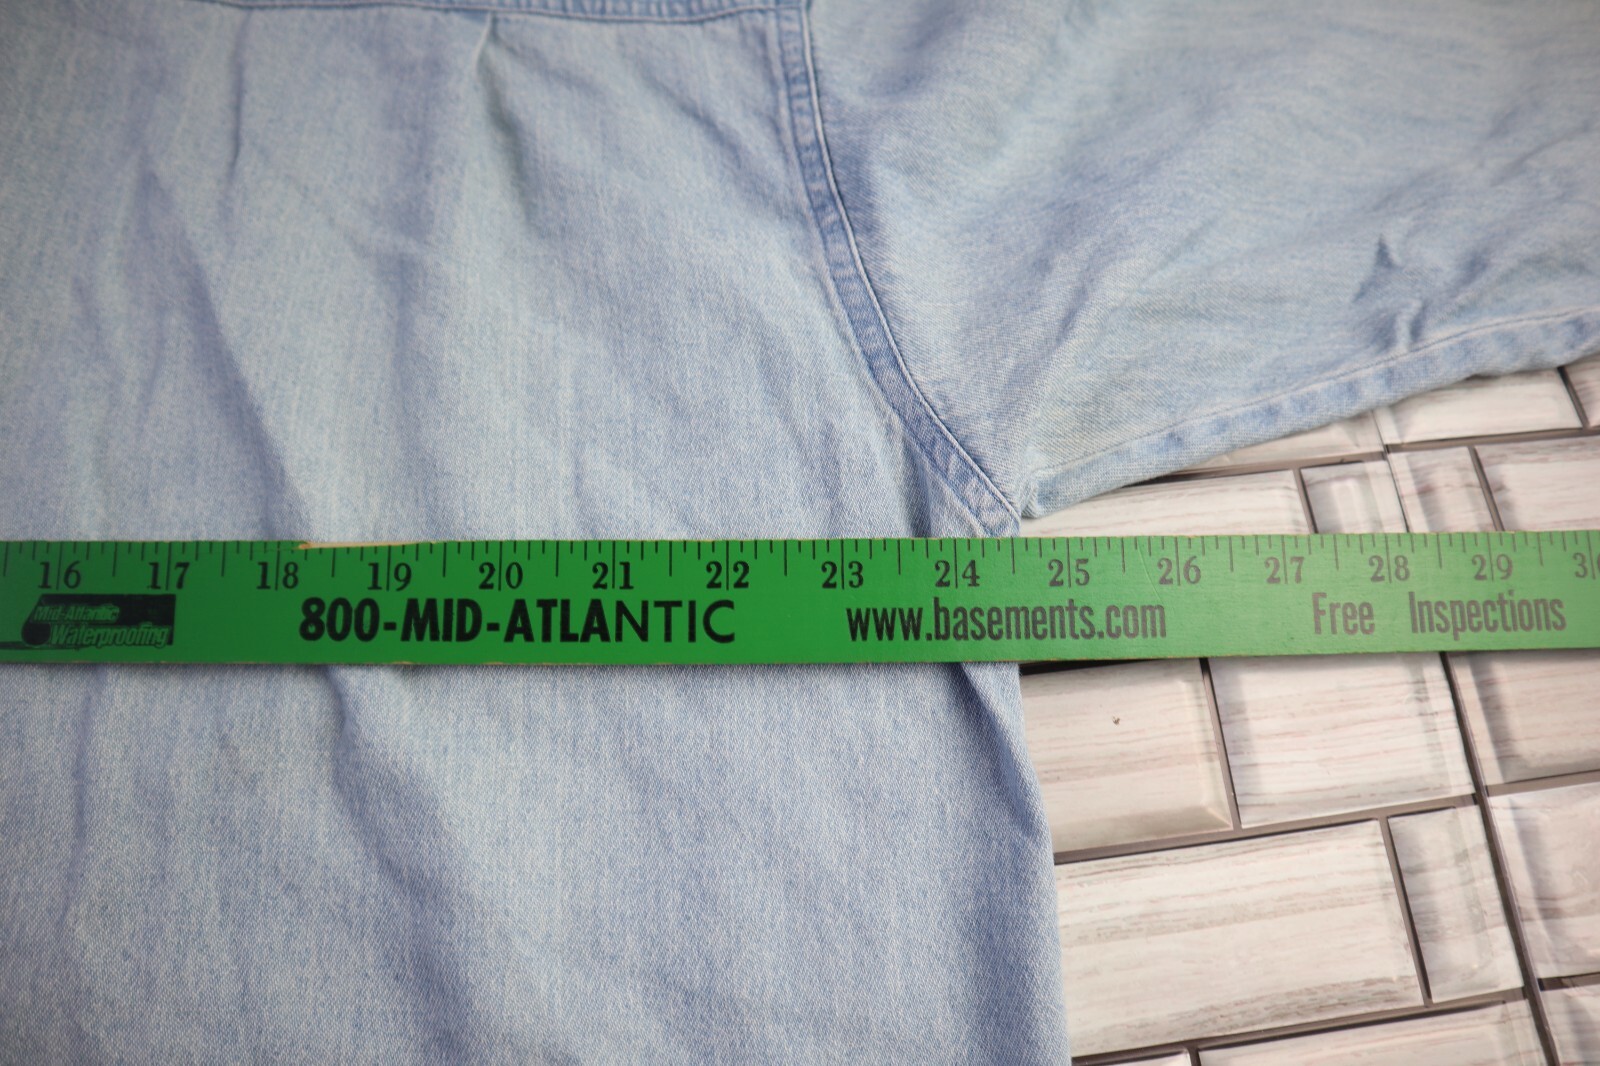 16 17 18 19 20 21 22 23 24 25 26 27 28 29 30
Mid-Atlantic
Waterproofing
800-MID-ATLANTIC www.basements.com Free Inspections